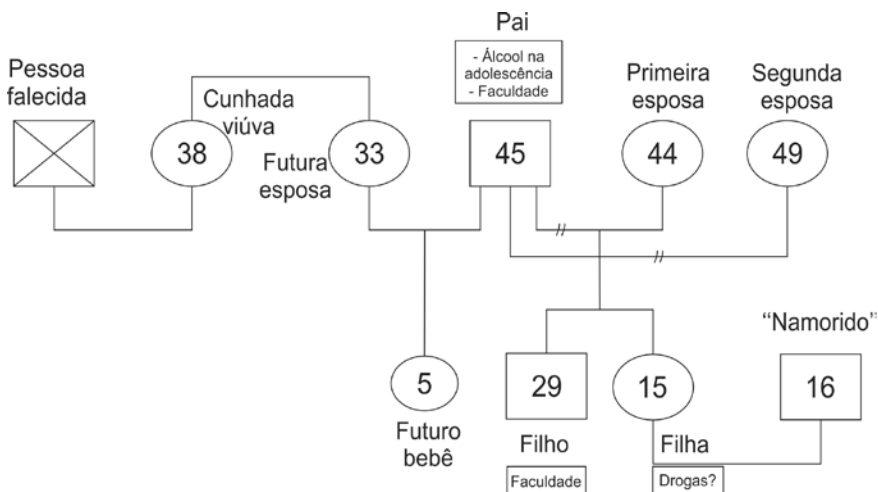 Pai
- Álcool na
adolescência
- Faculdade
Pessoa
falecida
Cunhada
viúva
Primeira
esposa
Segunda
esposa
38
Futura
esposa
33
45
44
49
"Namorido"
5
29
15
16
Futuro
bebê
Filho
Filha
Faculdade
Drogas?